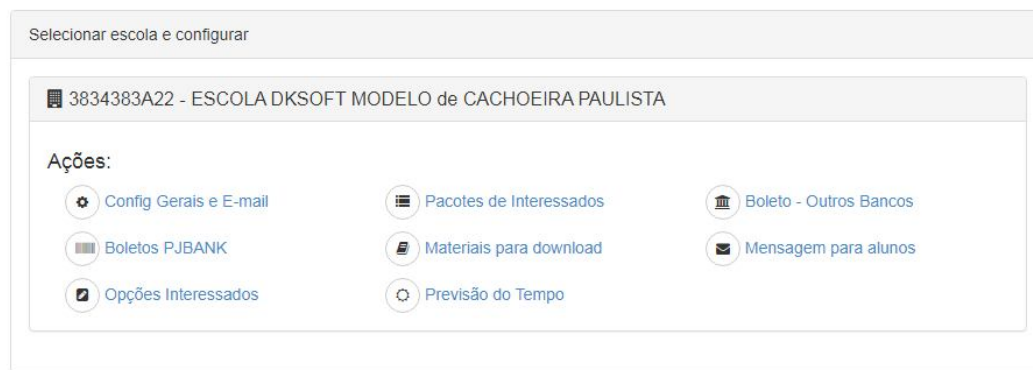 Selecionar escola e configurar
3834383A22 - ESCOLA DKSOFT MODELO de CACHOEIRA PAULISTA
Ações:
Config Gerais e E-mail
Pacotes de Interessados
Boleto - Outros Bancos
Boletos PJBANK
Materiais para download
Mensagem para alunos
Opções Interessados
Previsão do Tempo